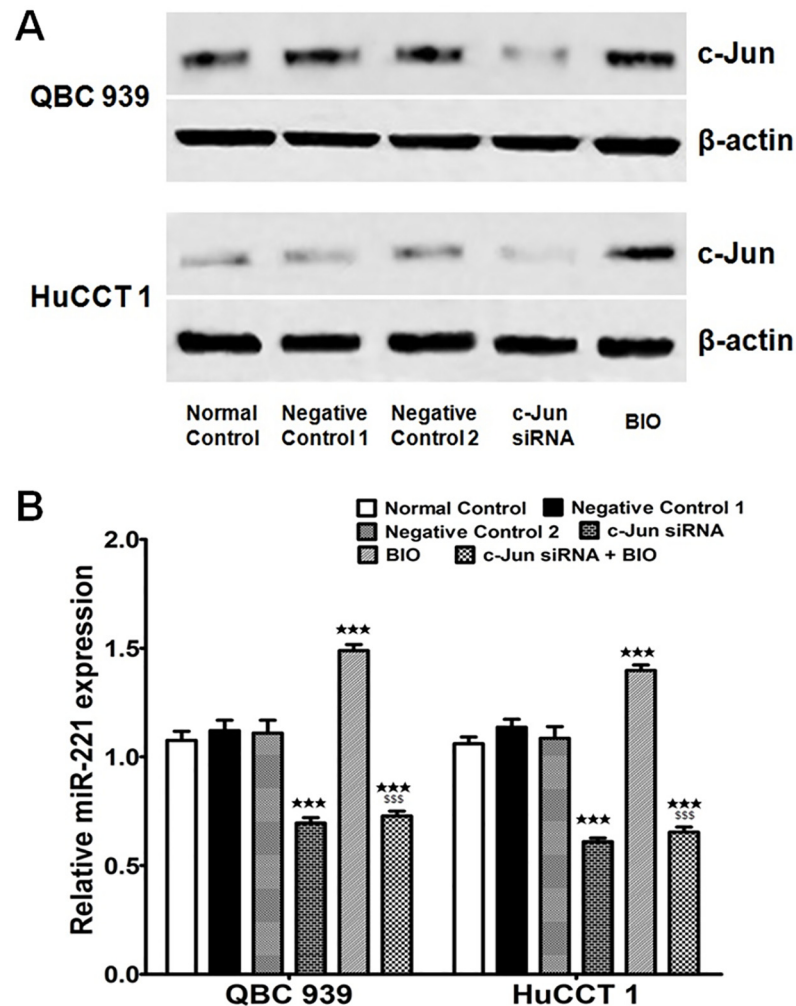 A
c-Jun
QBC 939
β-actin
c-Jun
HuCCT 1
β-actin
Normal Control
Negative Control 1
Negative Control 2
c-Jun siRNA
BIO
B
Normal Control
Negative Control 1
Negative Control 2
c-Jun siRNA
BIO
c-Jun siRNA + BIO
Relative miR-221 expression
2.0
1.5
1.0
0.5
0.0
★★★
★★★
★★★
$$$
★★★
★★★
★★★
$$$
QBC 939
HuCCT 1